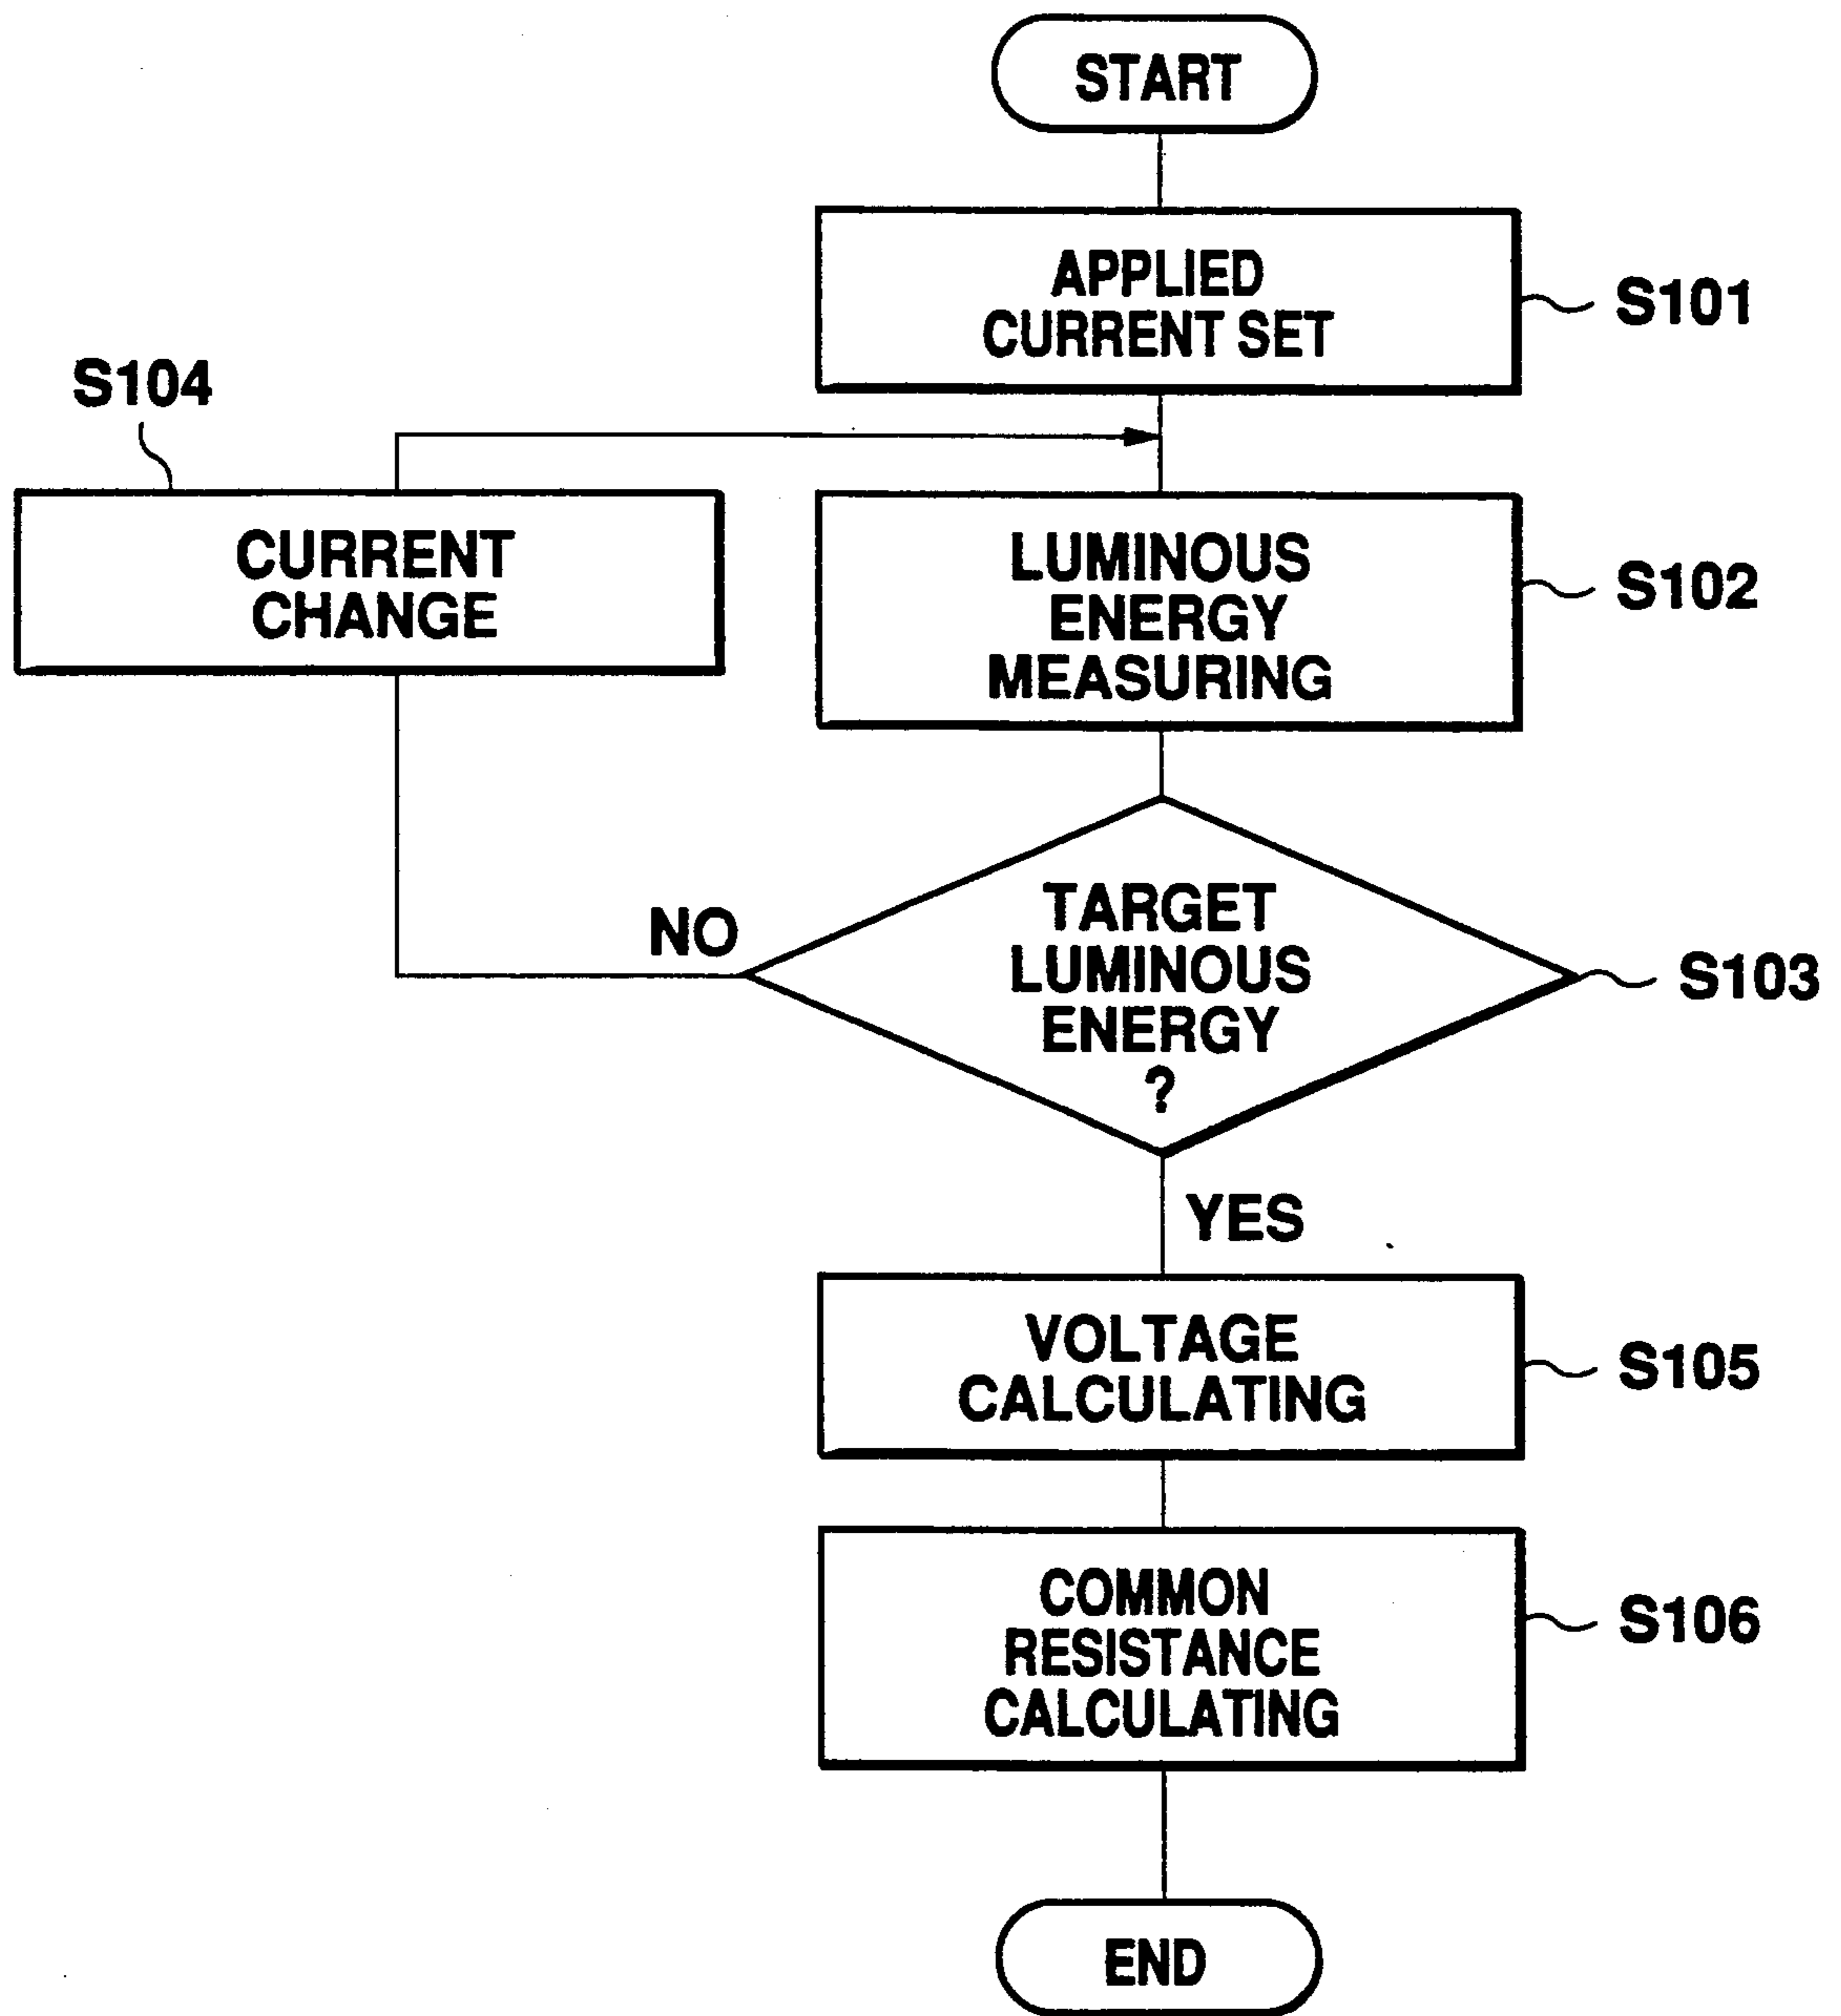 START
APPLIED
CURRENT SET
S101
S104
CURRENT
CHANGE
LUMINOUS
ENERGY
MEASURING
S102
NO
TARGET
LUMINOUS
ENERGY
?
S103
YES
VOLTAGE
CALCULATING
S105
COMMON
RESISTANCE
CALCULATING
S106
END